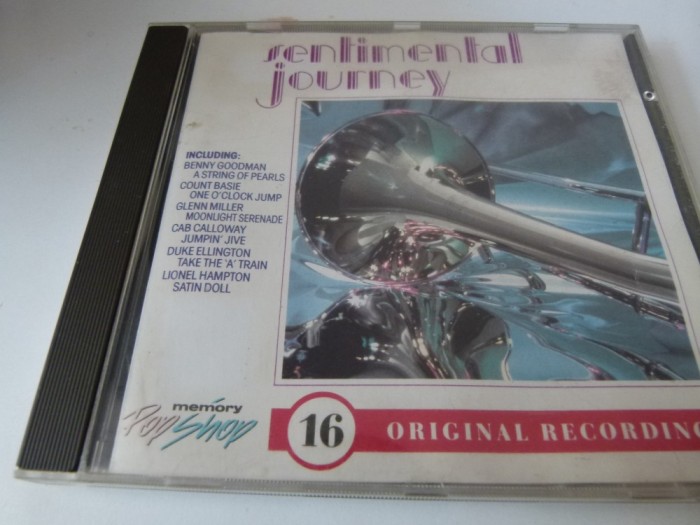 sentimental
journey
INCLUDING:
BENNY GOODMAN
A STRING OF PEARLS
COUNT BASIE
ONE O'CLOCK JUMP
GLENN MILLER
MOONLIGHT SERENADE
CAB CALLOWAY
JUMPIN' JIVE
DUKE ELLINGTON
TAKE THE 'A' TRAIN
LIONEL HAMPTON
SATIN DOLL
memory
Pop Shop
16 ORIGINAL RECORDING